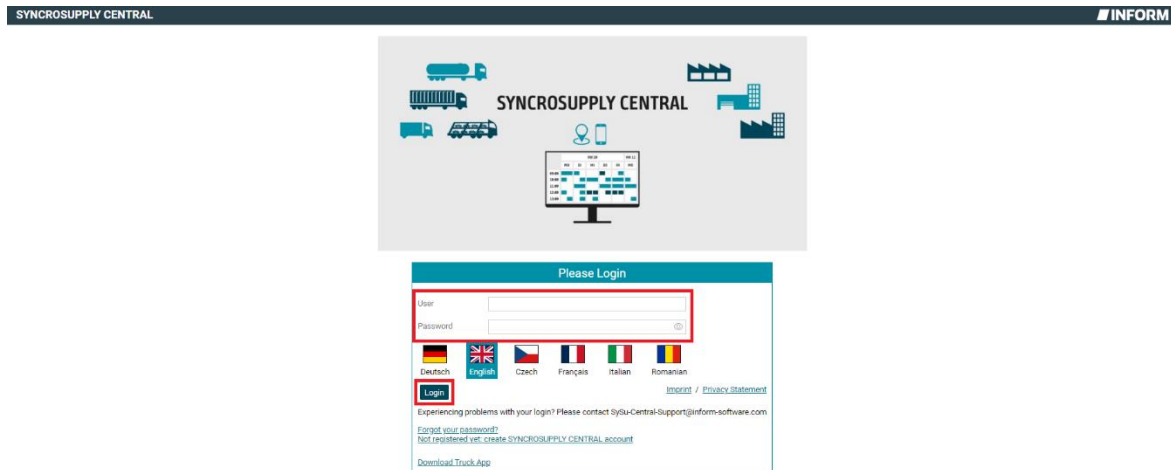 SYNCROSUPPLY CENTRAL
INFORM
SYNCROSUPPLY CENTRAL
Please Login
User
Password
Deutsch English Czech Français Italian Romanian
Login
Imprint / Privacy Statement
Experiencing problems with your login? Please contact SySu-Central-Support@inform-software.com
Forgot your password?
Not registered yet: create SYNCROSUPPLY CENTRAL account
Download Truck App